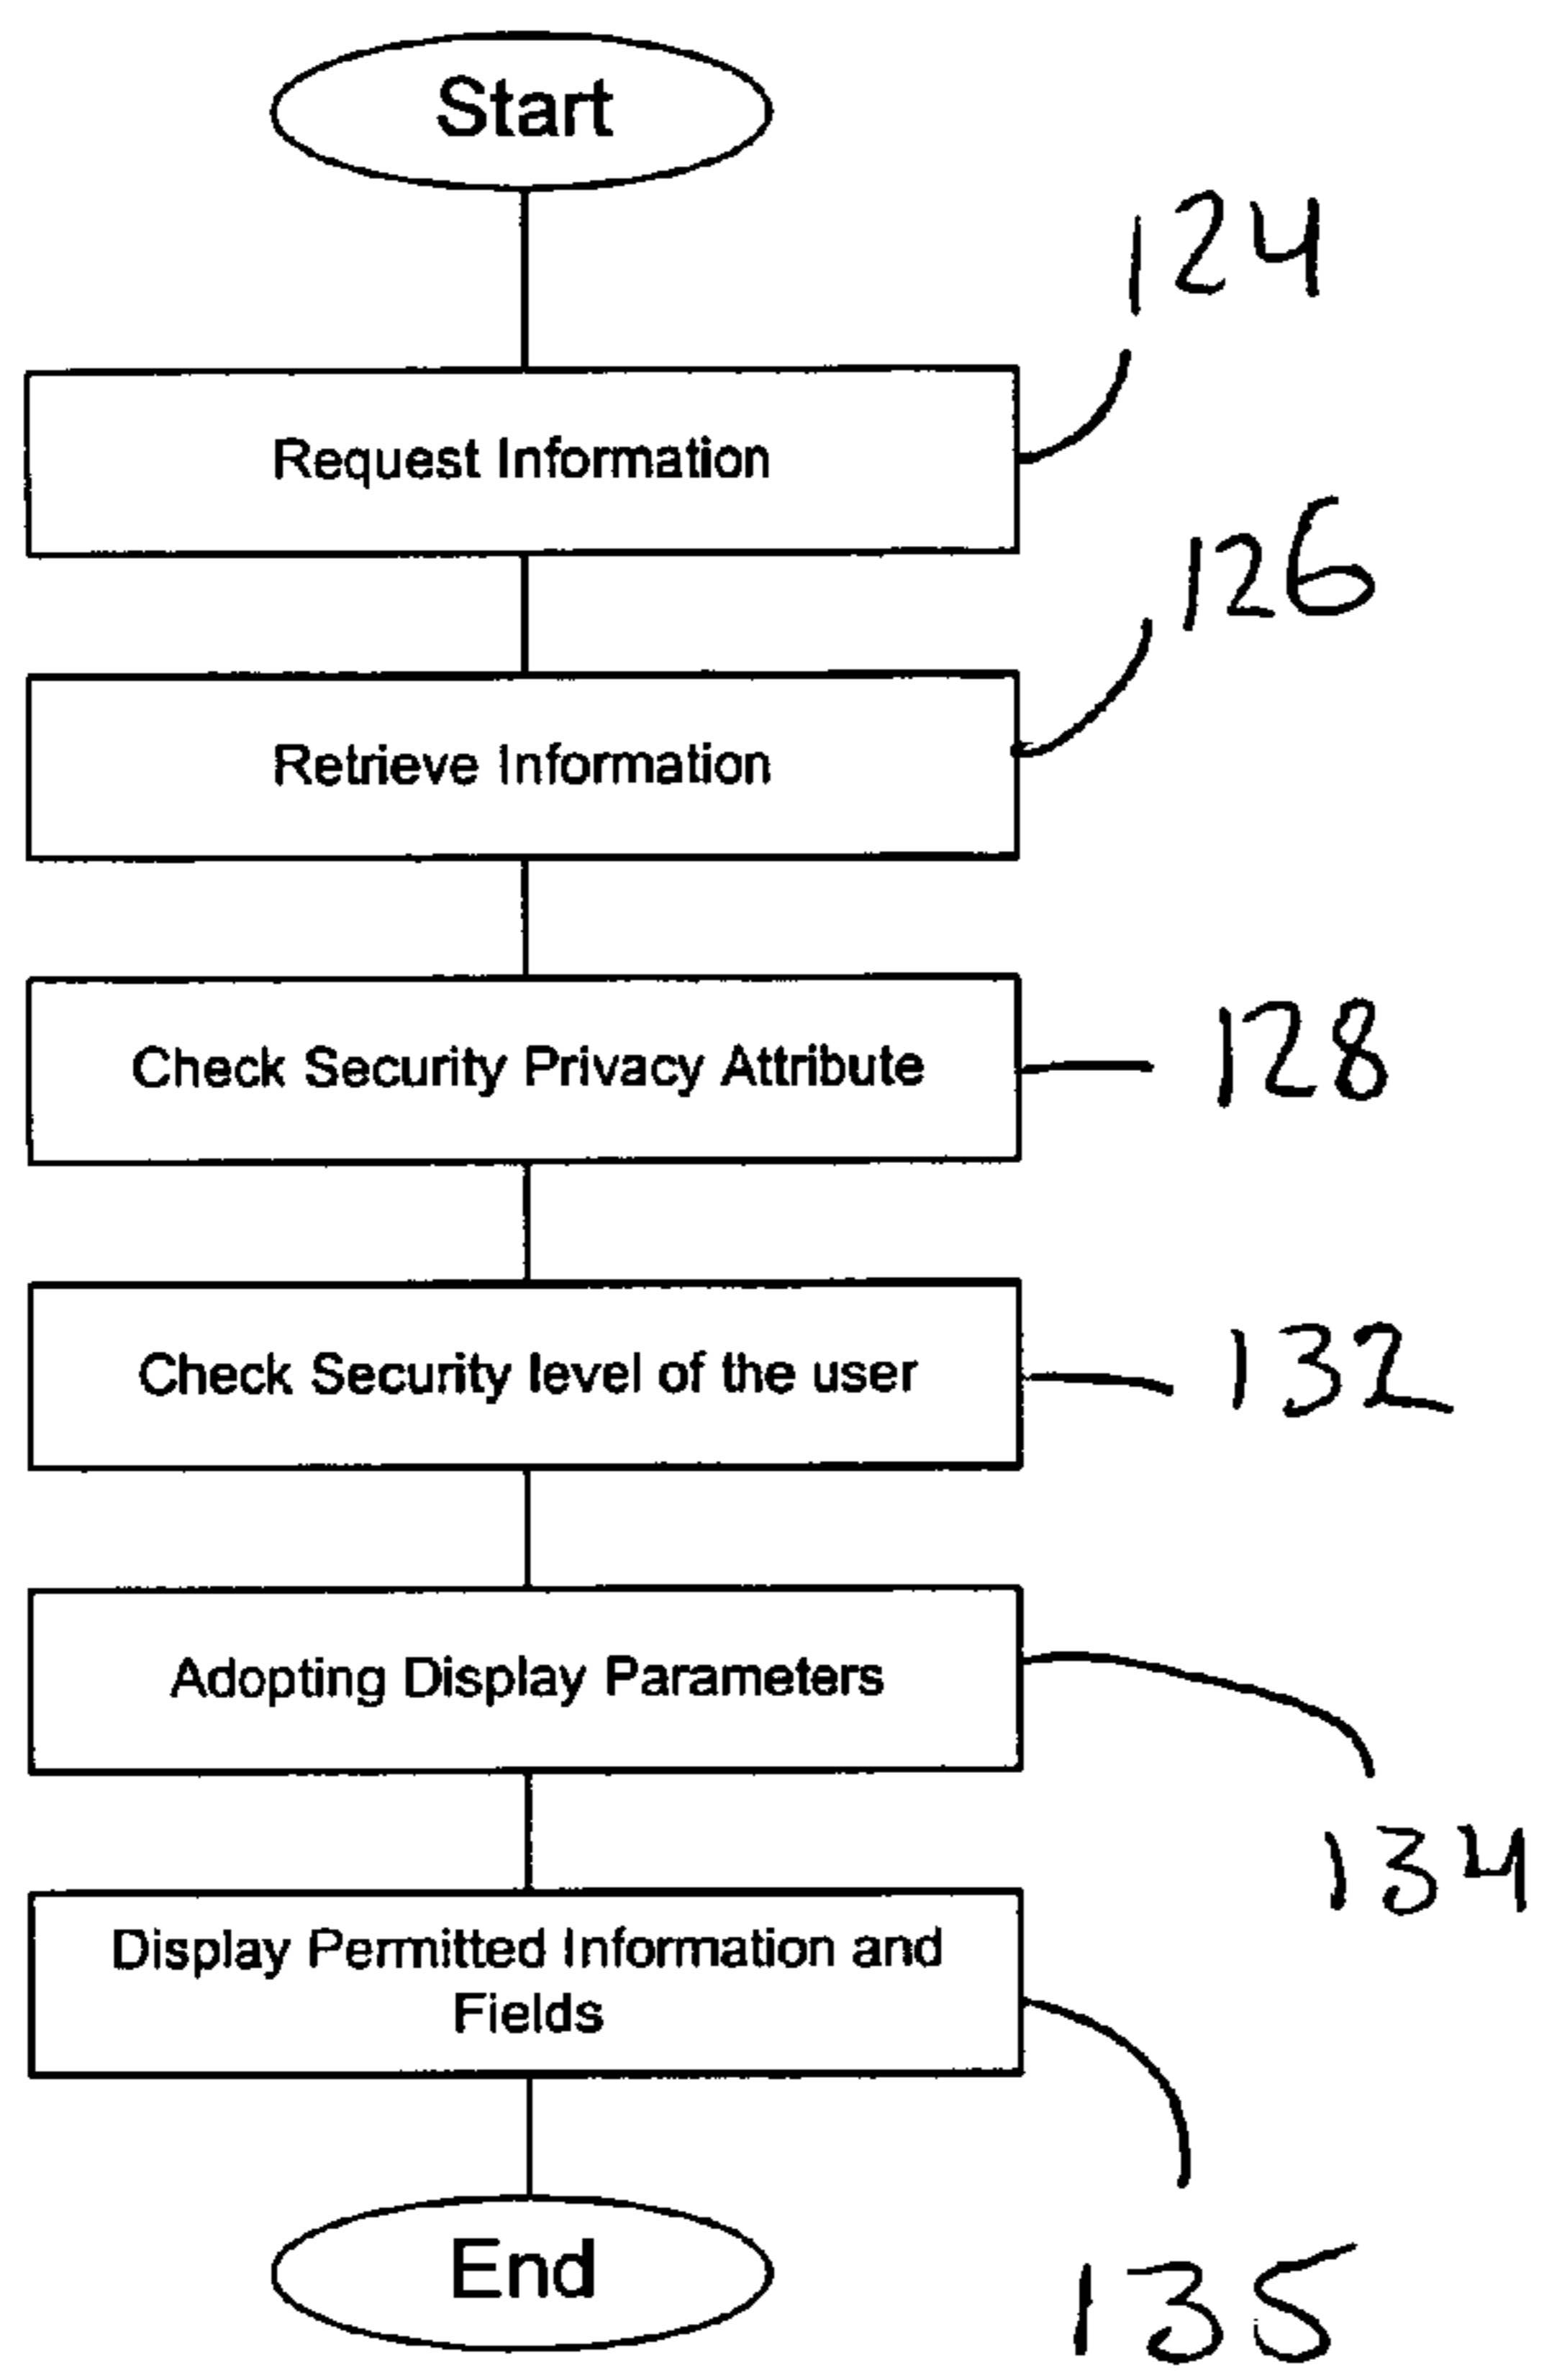 Start
124
Request Information
126
Retrieve Information
Check Security Privacy Attribute
128
Check Security level of the user
132
Adopting Display Parameters
134
Display Permitted Information and
Fields
135
End